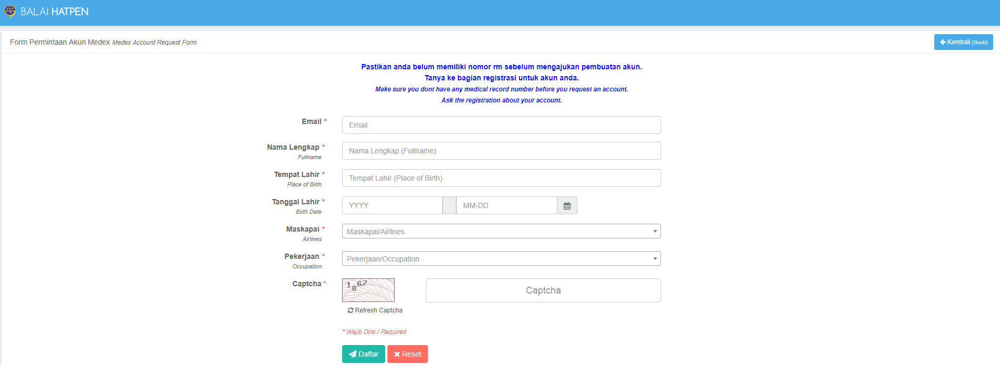 BALAI HATPEN
Form Permintaan Akun Medex Medex Account Request Form
Kembali (Back)
Pastikan anda belum memiliki nomor rm sebelum mengajukan pembuatan akun.
Tanya ke bagian registrasi untuk akun anda.
Make sure you dont have any medical record number before you request an account.
Ask the registration about your account.
Email *
Email
Nama Lengkap *
Fullname
Nama Lengkap (Fullname)
Tempat Lahir *
Place of Birth
Tempat Lahir (Place of Birth)
Tanggal Lahir *
Birth Date
YYYY
MM-DD
Maskapai *
Airlines
Maskapai/Airlines
Pekerjaan *
Occupation
Pekerjaan/Occupation
Captcha *
1867
Captcha
Refresh Captcha
* Wajib Diisi / Required
Daftar
Reset